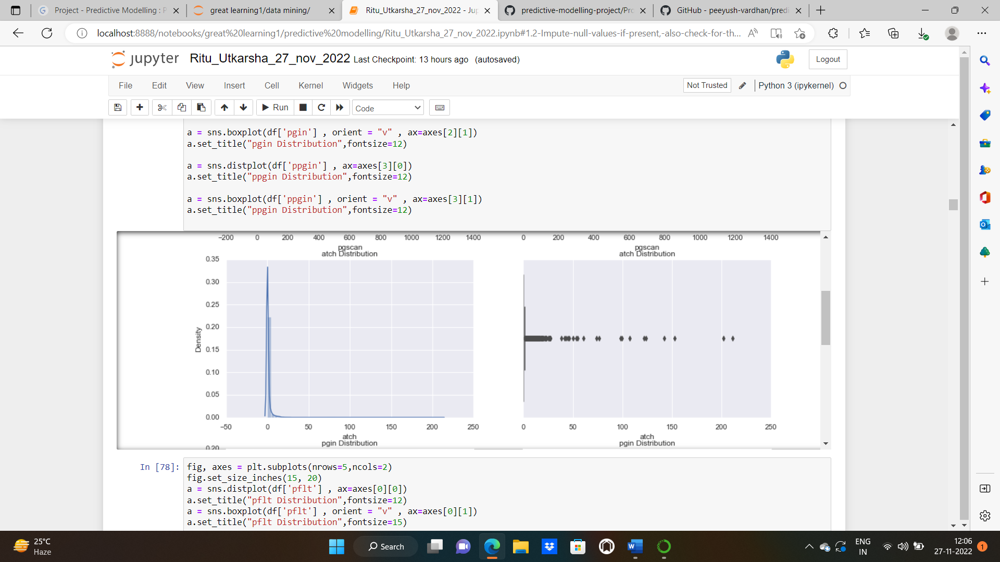 Project - Predictive Modelling : P
great learning1/data mining/
Ritu_Utkarsha_27_nov_2022 - Jup
predictive-modelling-project/Pro
GitHub - peeyush-vardhan/predi
localhost:8888/notebooks/great%20learning1/predictive%20modelling/Ritu_Utkarsha_27_nov_2022.ipynb#1.2-Impute-null-values-if-present,-also-check-for-th...
jupyter Ritu_Utkarsha_27_nov_2022 Last Checkpoint: 13 hours ago (autosaved)
Logout
File Edit View Insert Cell Kernel Widgets Help
Not Trusted Python 3 (ipykernel)
Run Code
a = sns.boxplot(df['pgin'] , orient = "v" , ax=axes[2][1])
a.set_title("pgin Distribution",fontsize=12)
a = sns.distplot(df['ppgin'] , ax=axes[3][0])
a.set_title("ppgin Distribution",fontsize=12)
a = sns.boxplot(df['ppgin'] , orient = "v" , ax=axes[3][1])
a.set_title("ppgin Distribution",fontsize=12)
−200 0 200 400 600 800 1000 1200 1400
pgscan
atch Distribution
0.35
0.30
0.25
0.20
0.15
0.10
0.05
0.00
Density
−50 0 50 100 150 200 250
atch
pgin Distribution
0.20
0 200 400 600 800 1000 1200 1400
pgscan
atch Distribution
0 50 100 150 200 250
atch
pgin Distribution
In [78]:
fig, axes = plt.subplots(nrows=5,ncols=2)
fig.set_size_inches(15, 20)
a = sns.distplot(df['pflt'] , ax=axes[0][0])
a.set_title("pflt Distribution",fontsize=12)
a = sns.boxplot(df['pflt'] , orient = "v" , ax=axes[0][1])
a.set_title("pflt Distribution",fontsize=15)
25°C
Haze
Search
ENG
IN
12:06
27-11-2022
1